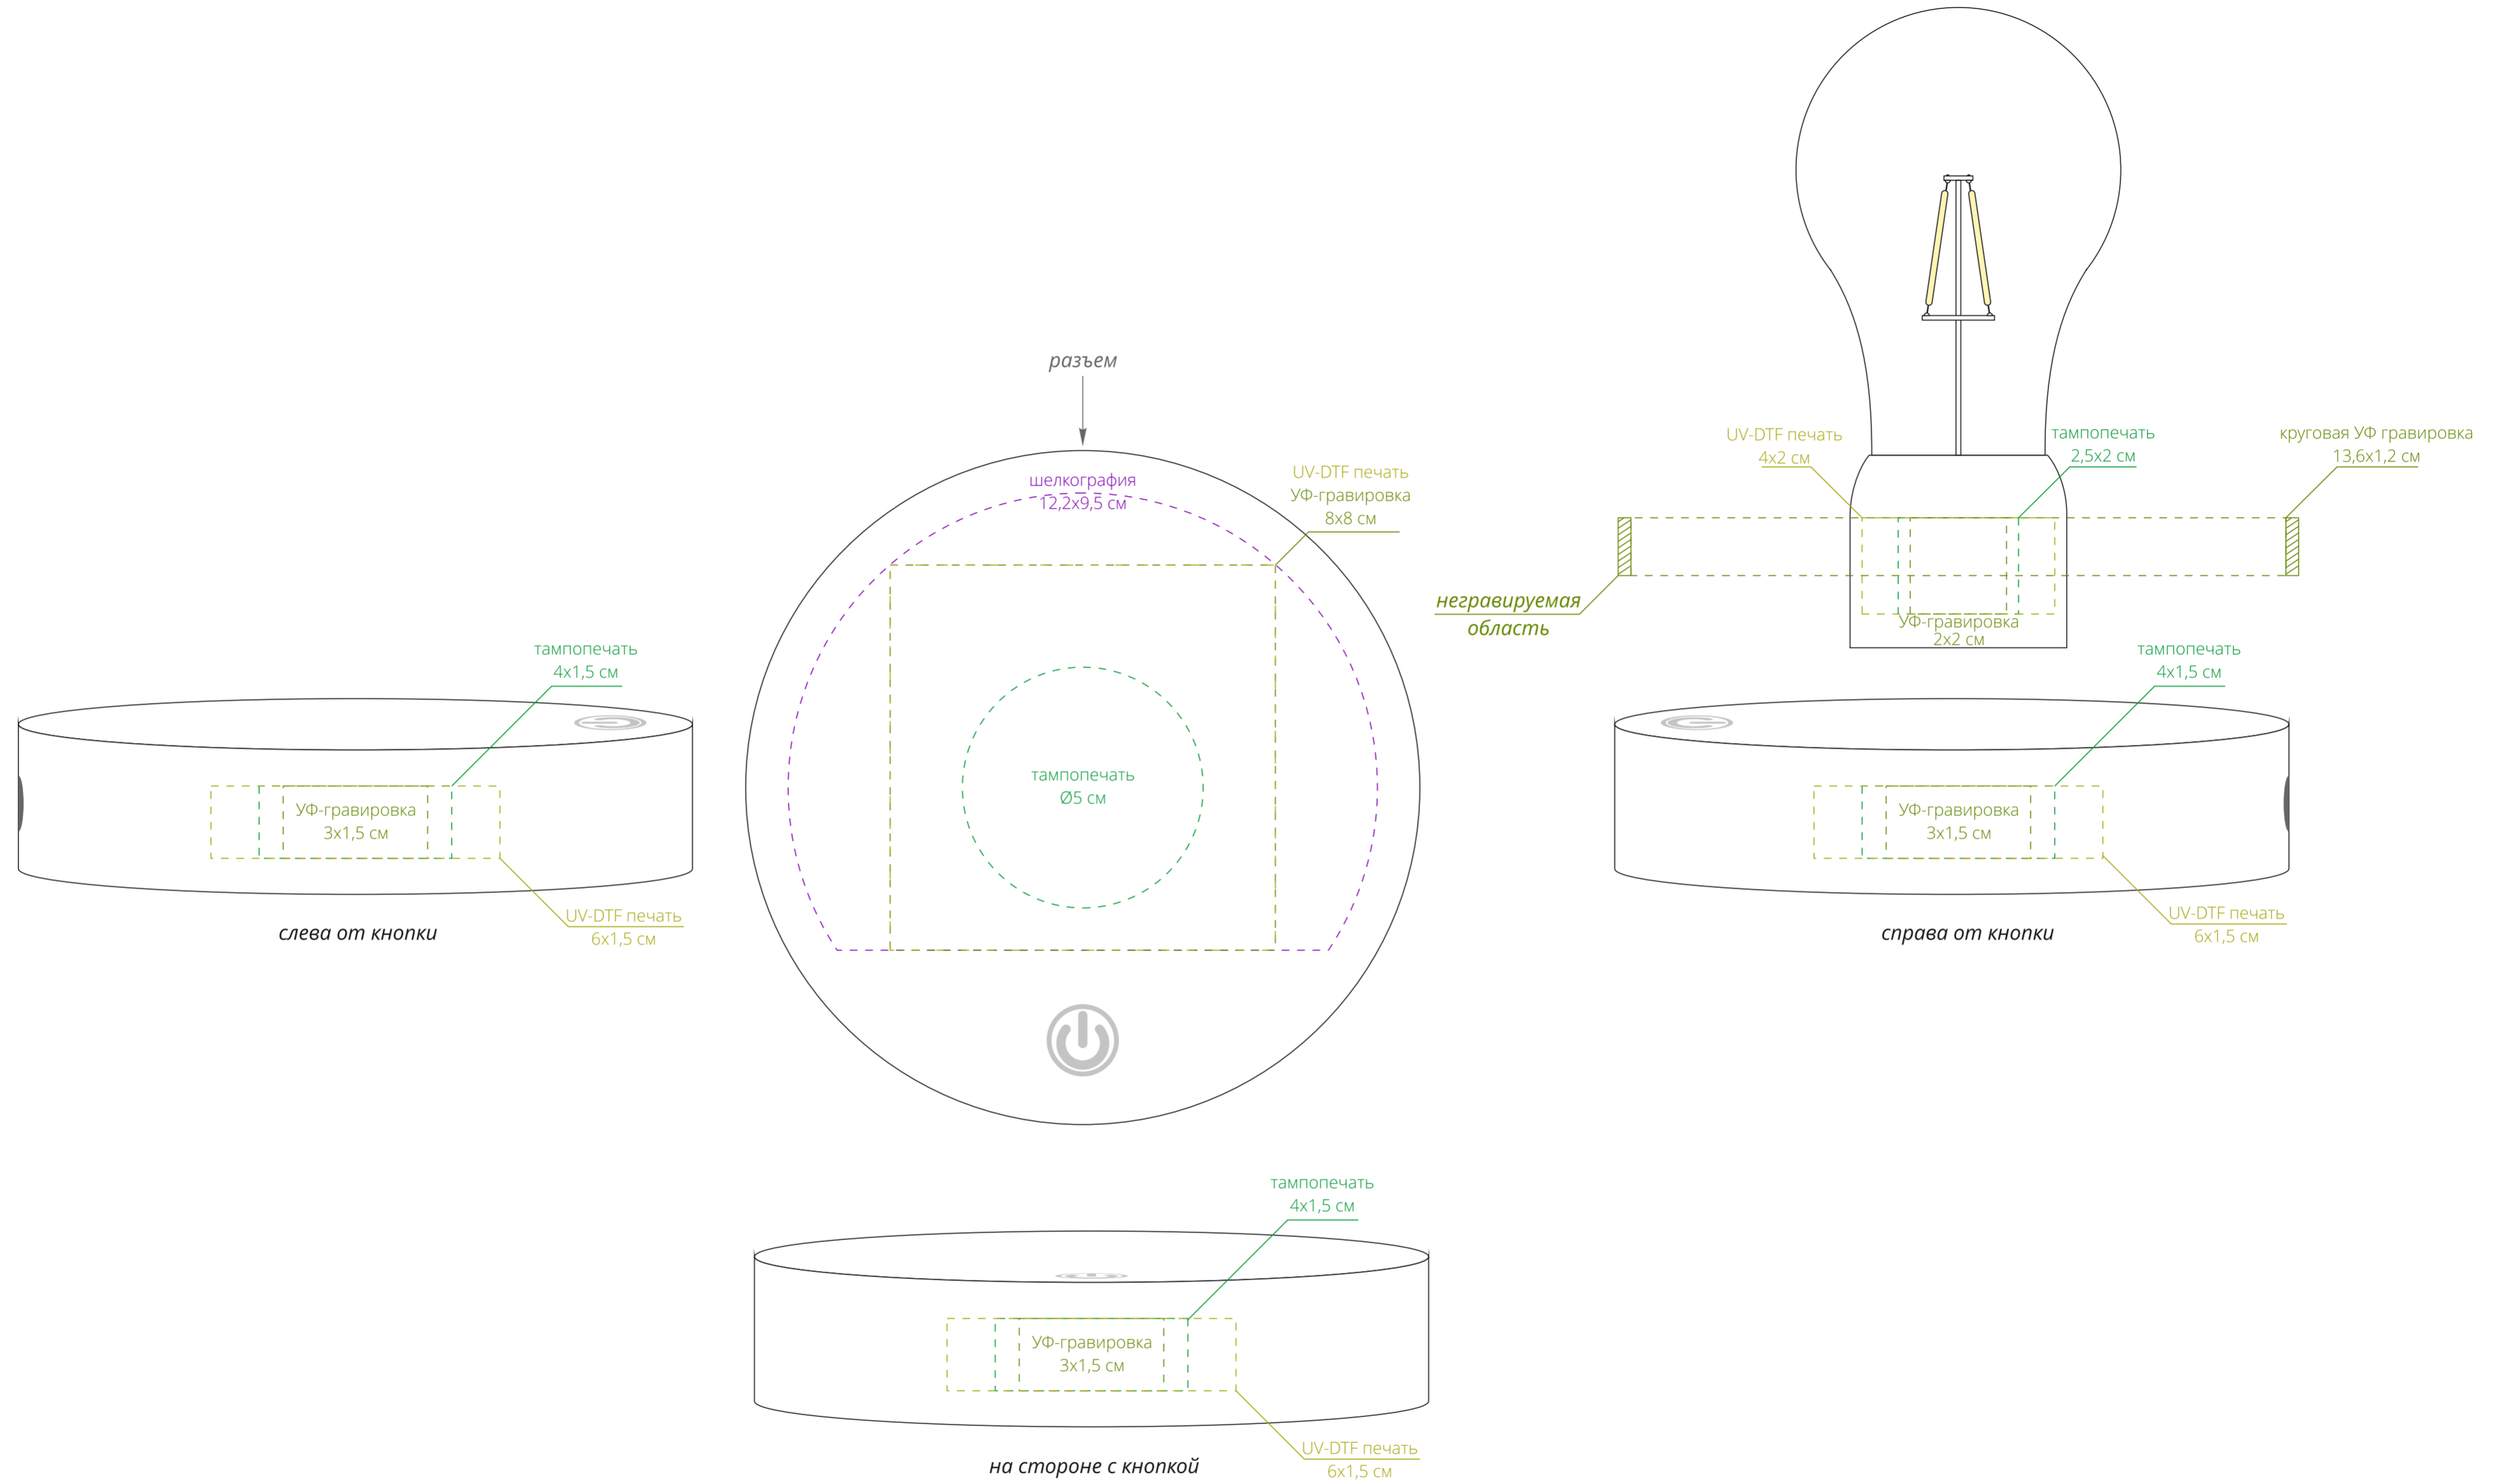 UV-DTF печать
4х2 см
тампопечать
2,5х2 см
круговая УФ гравировка
13,6х1,2 см
негравируемая
область
УФ-гравировка
2х2 см
разъем
шелкография
12,2х9,5 см
UV-DTF печать
УФ-гравировка
8х8 см
тампопечать
Ø5 см
тампопечать
4х1,5 см
УФ-гравировка
3х1,5 см
UV-DTF печать
6х1,5 см
слева от кнопки
тампопечать
4х1,5 см
УФ-гравировка
3х1,5 см
UV-DTF печать
6х1,5 см
справа от кнопки
тампопечать
4х1,5 см
УФ-гравировка
3х1,5 см
UV-DTF печать
6х1,5 см
на стороне с кнопкой